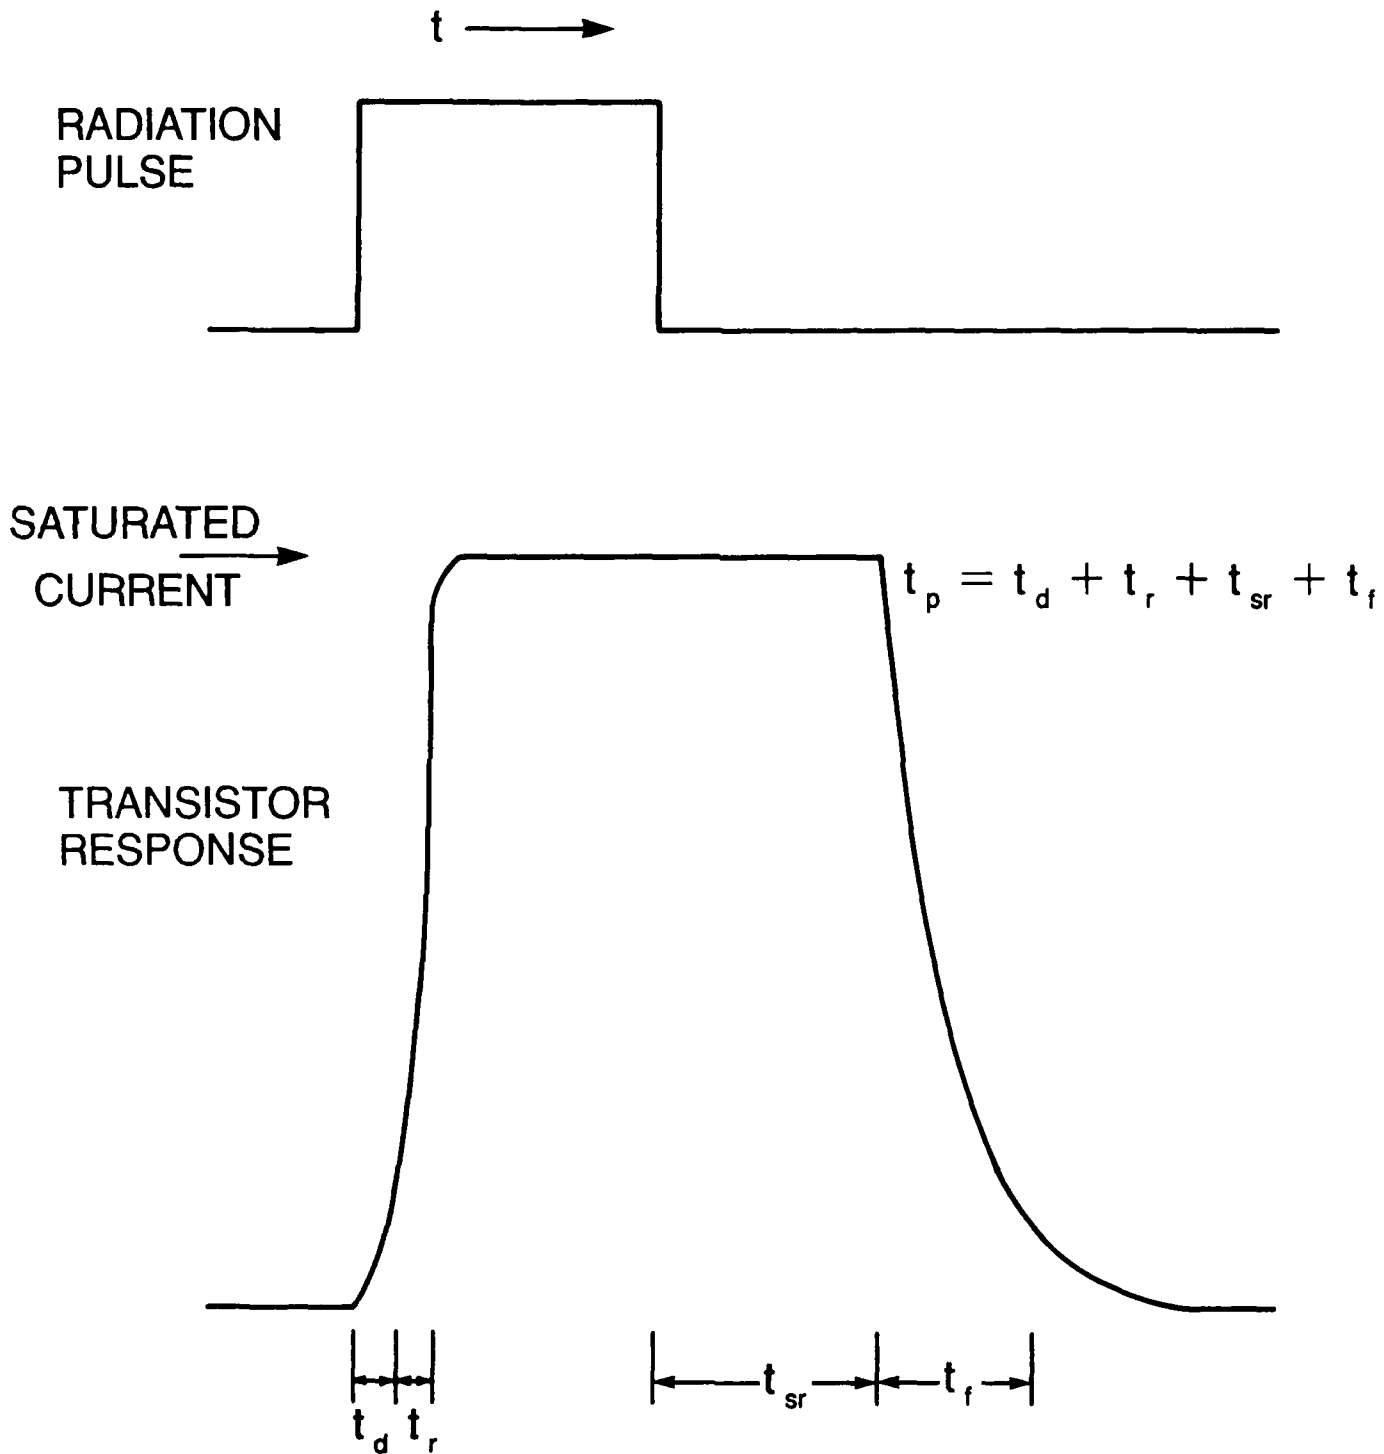 t
RADIATION
PULSE
SATURATED
CURRENT
t_p = t_d + t_r + t_sr + t_f
TRANSISTOR
RESPONSE
t_sr
t_f
t_d
t_r